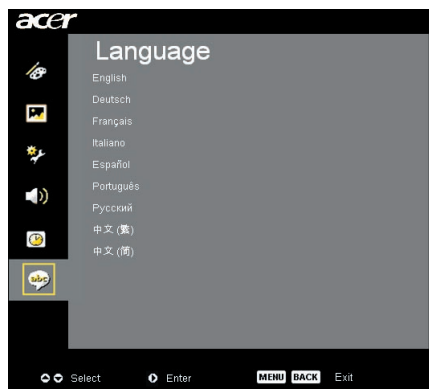 acer
Language
English
Deutsch
Français
Italiano
Español
Português
Русский
中文 (繁)
中文 (简)
abc
Select Enter MENU BACK Exit